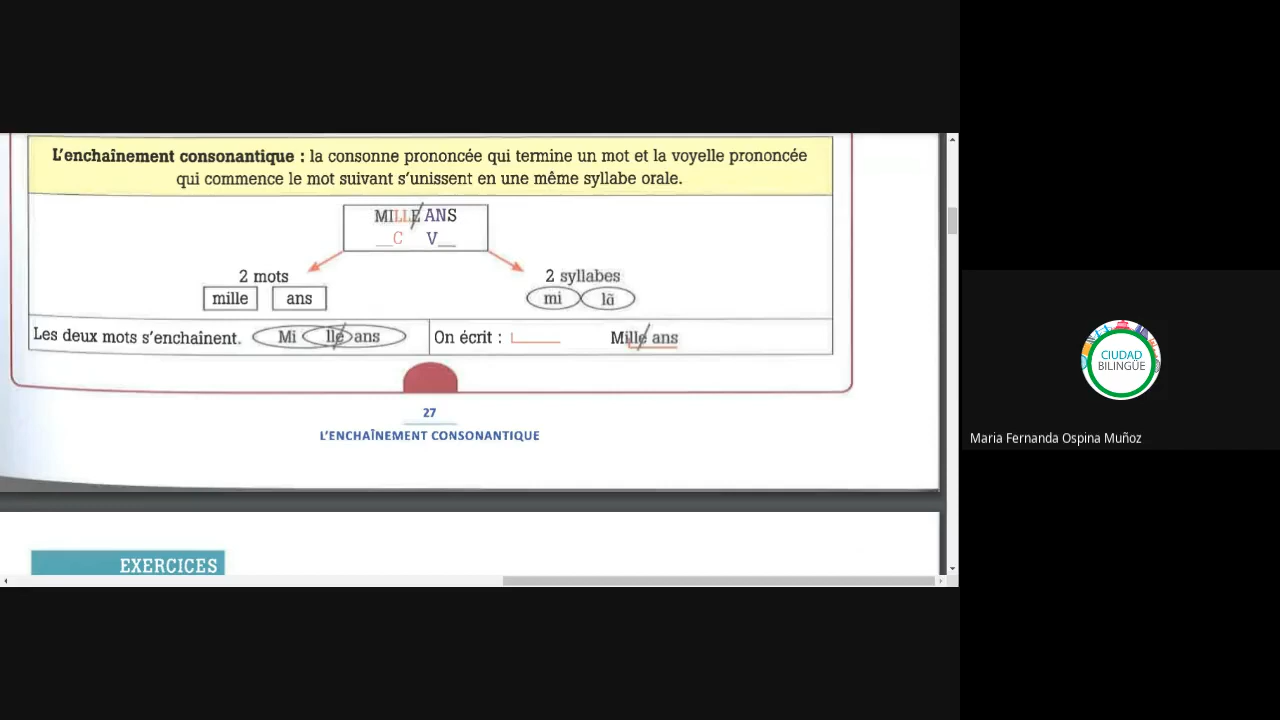 L'enchaînement consonantique : la consonne prononcée qui termine un mot et la voyelle prononcée
qui commence le mot suivant s'unissent en une même syllabe orale.
MILLE ANS
__C V__
2 mots
2 syllabes
mille ans
mi lã
Les deux mots s'enchaînent. Mi lle ans
On écrit : Mille ans
27
L'ENCHAÎNEMENT CONSONANTIQUE
EXERCICES
CIUDAD
BILINGÜE
Maria Fernanda Ospina Muñoz